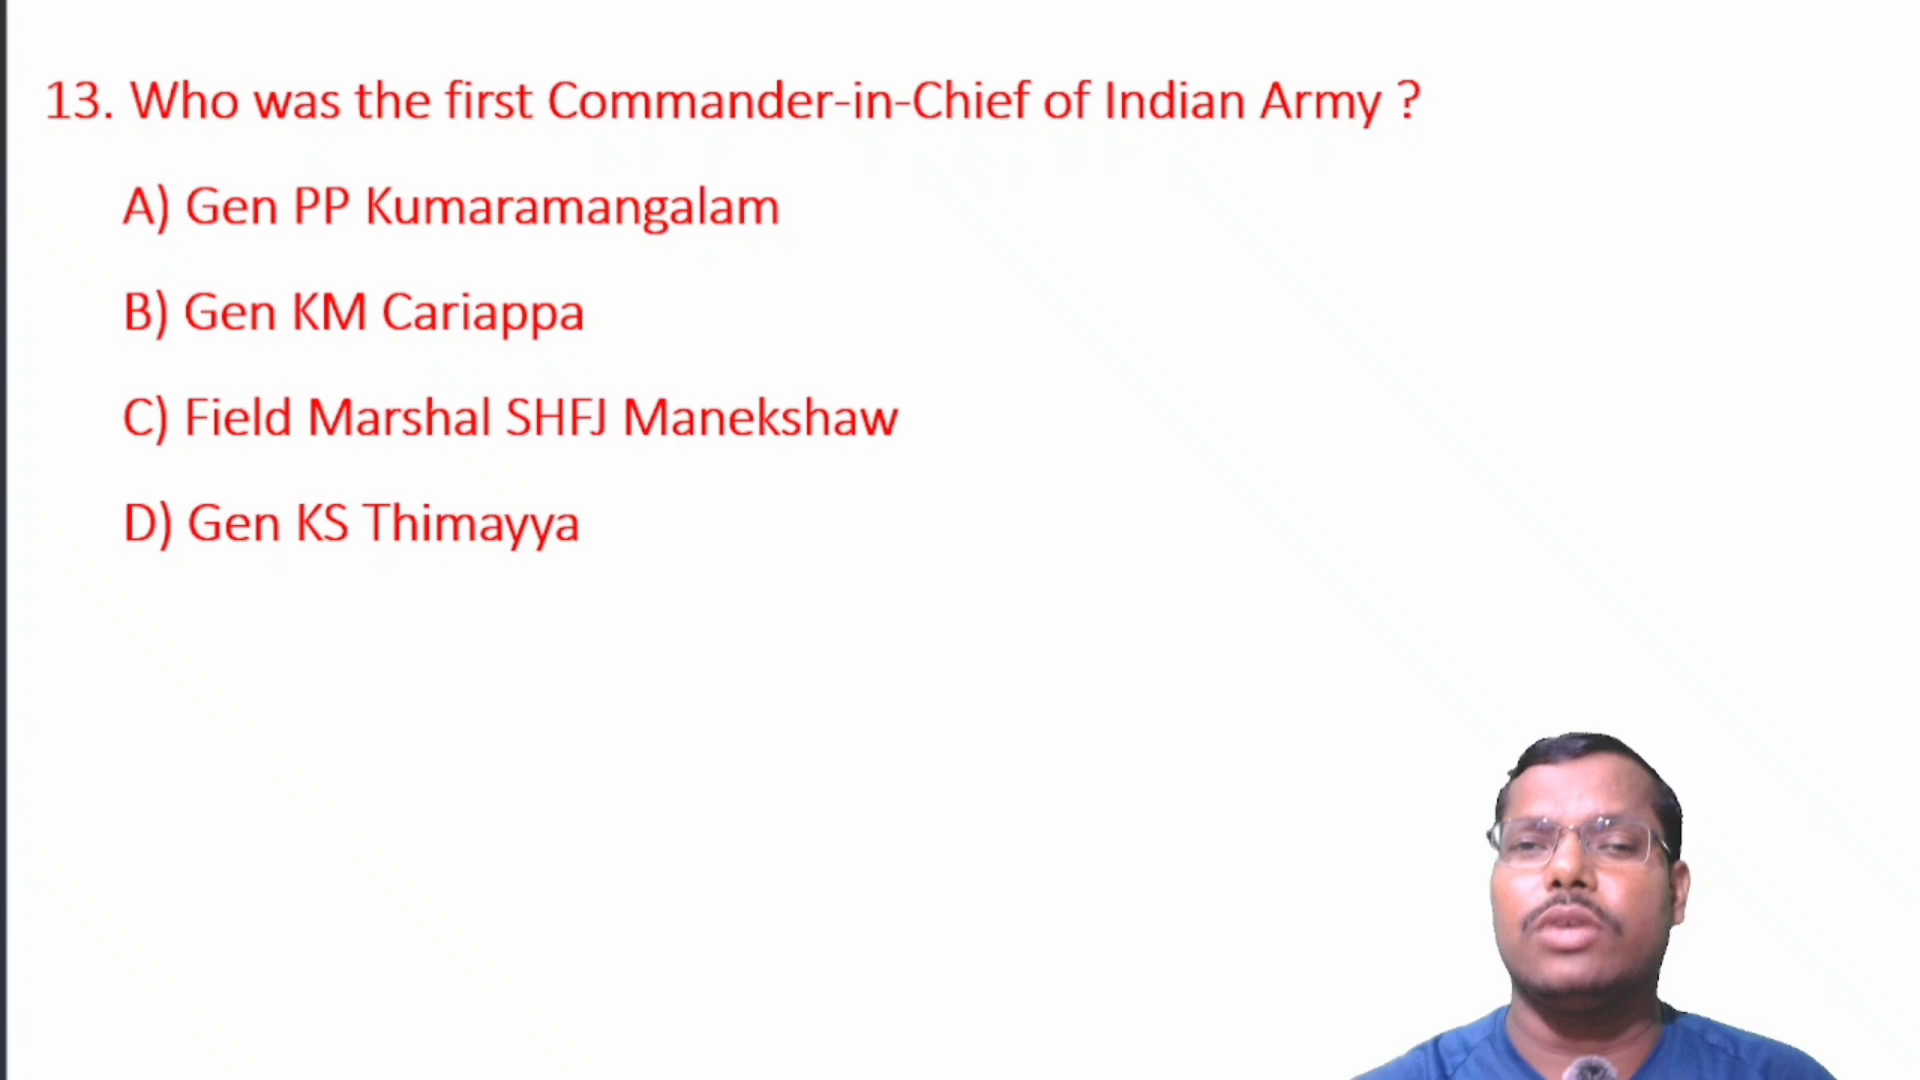 13. Who was the first Commander-in-Chief of Indian Army ?
A) Gen PP Kumaramangalam
B) Gen KM Cariappa
C) Field Marshal SHFJ Manekshaw
D) Gen KS Thimayya